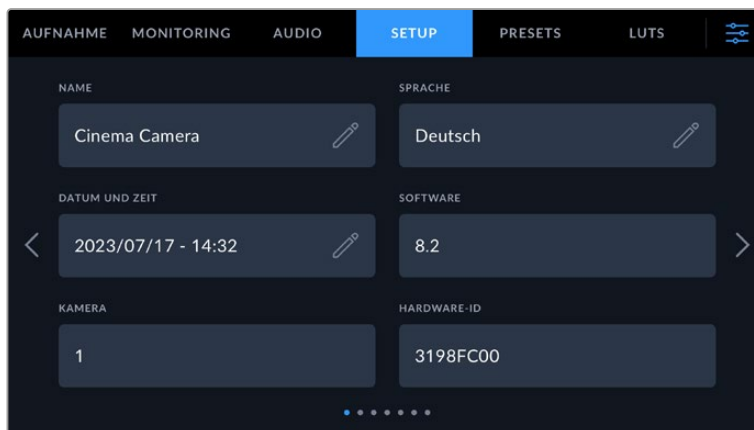 AUFNAHME MONITORING AUDIO SETUP PRESETS LUTS
NAME SPRACHE
Cinema Camera Deutsch
DATUM UND ZEIT SOFTWARE
2023/07/17 - 14:32 8.2
KAMERA HARDWARE-ID
1 3198FC00